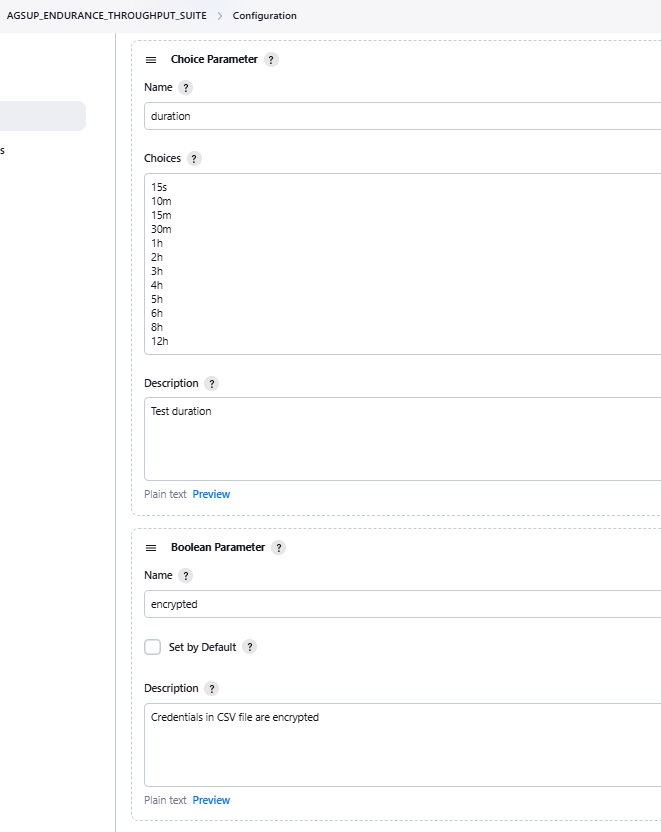 AGSUP_ENDURANCE_THROUGHPUT_SUITE > Configuration
s
Choice Parameter ?
Name ?
duration
Choices ?
15s
10m
15m
30m
1h
2h
3h
4h
5h
6h
8h
12h
Description ?
Test duration
Plain text Preview
Boolean Parameter ?
Name ?
encrypted
Set by Default ?
Description ?
Credentials in CSV file are encrypted
Plain text Preview